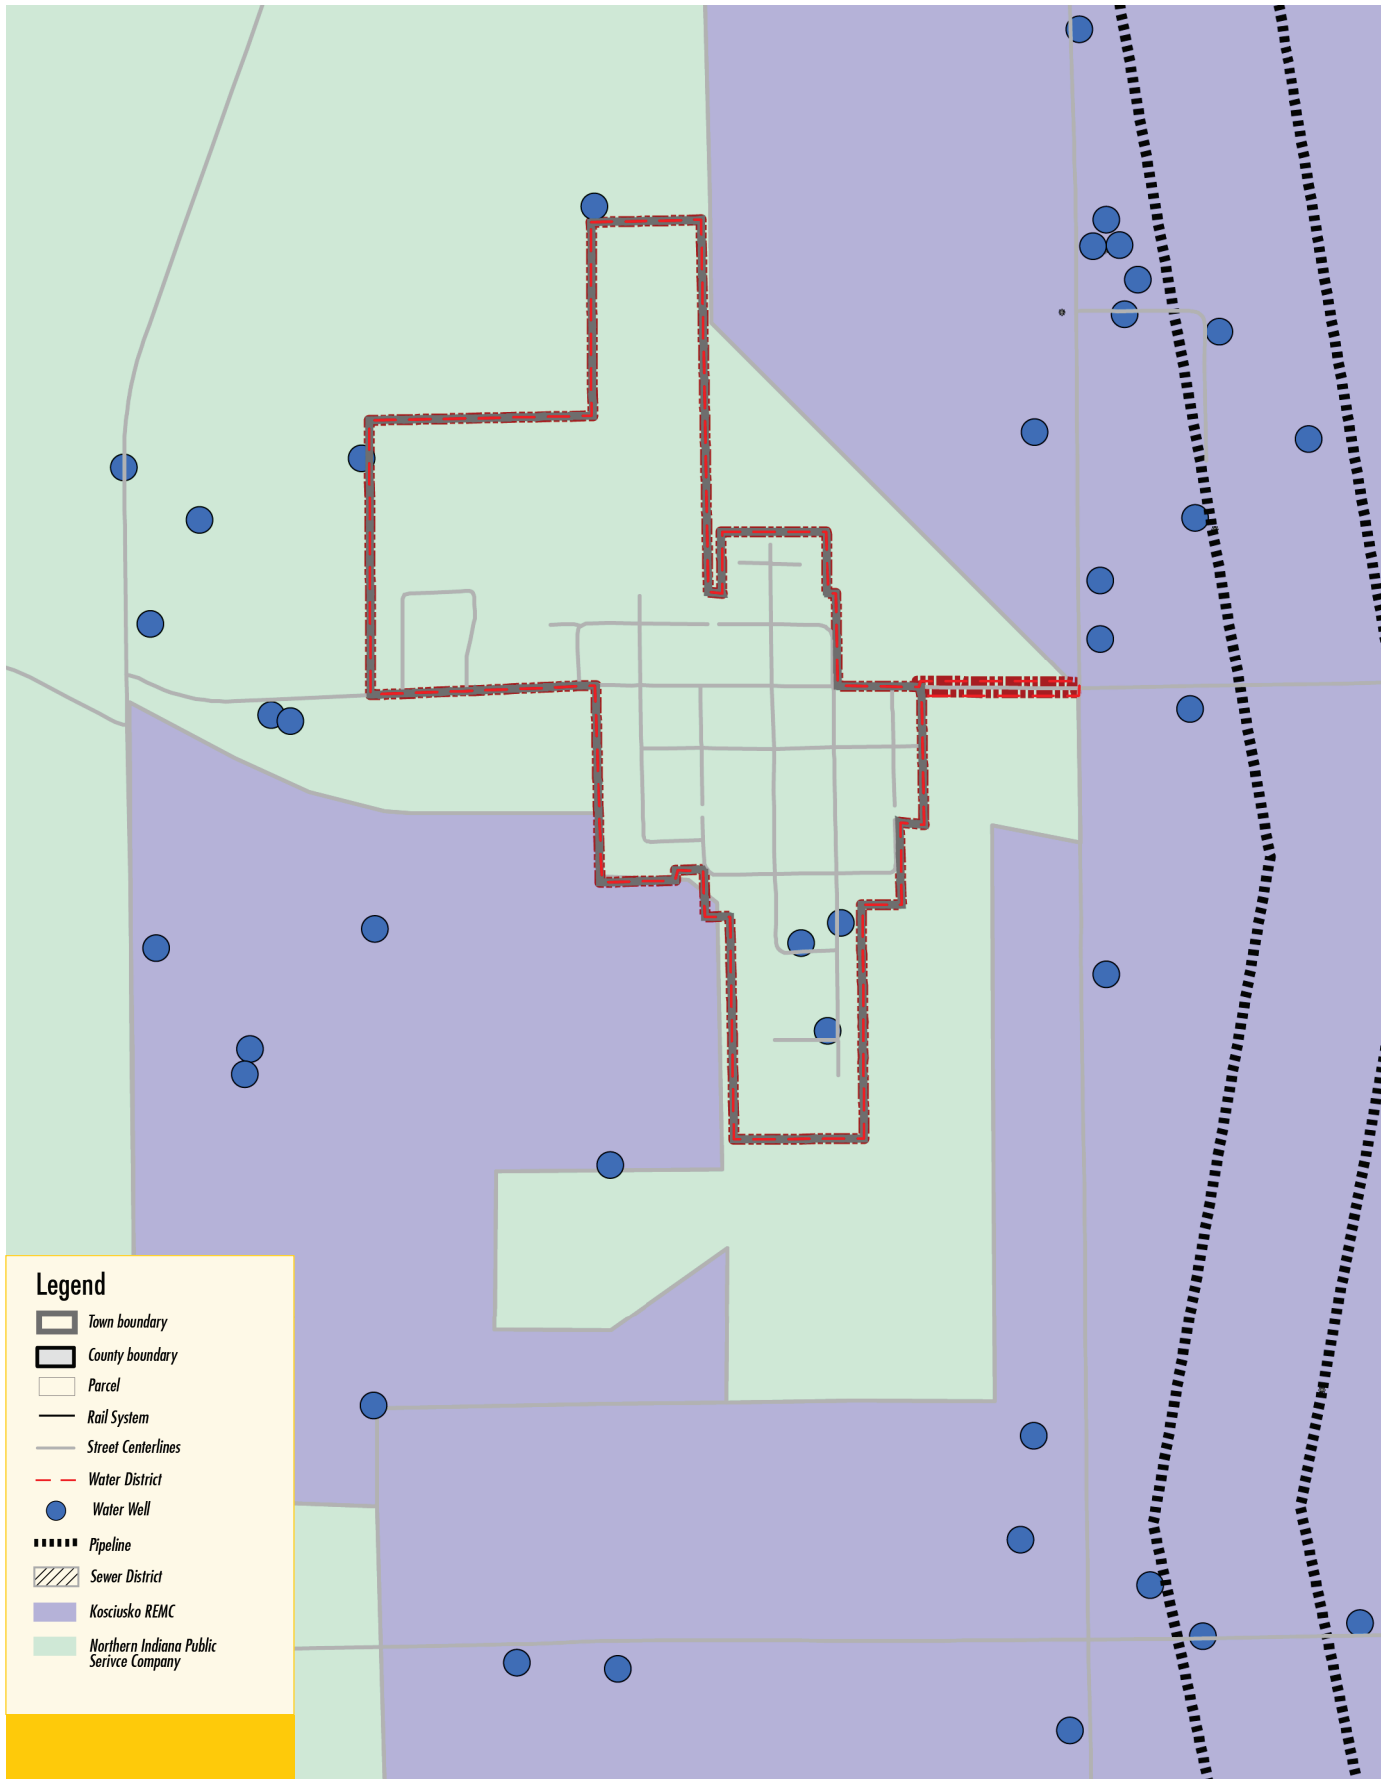 Legend
Town boundary
County boundary
Parcel
Rail System
Street Centerlines
Water District
Water Well
Pipeline
Sewer District
Kosciusko REMC
Northern Indiana Public
Serivce Company